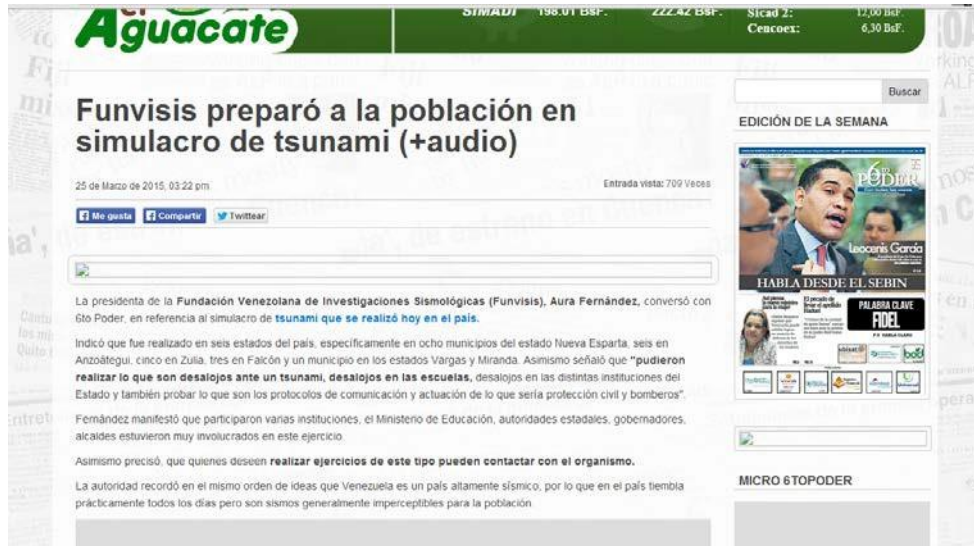 el
Aguacate
SIMADI 198.01 BsF. 222.42 BsF.
Sicad 2: 12,00 BsF.
Cencoex: 6,30 BsF.
Funvisis preparó a la población en
simulacro de tsunami (+audio)
25 de Marzo de 2015, 03:22 pm
Entrada vista: 709 Veces
Me gusta Compartir Twittear
La presidenta de la Fundación Venezolana de Investigaciones Sismológicas (Funvisis), Aura Fernández, conversó con
6to Poder, en referencia al simulacro de tsunami que se realizó hoy en el país.
Indicó que fue realizado en seis estados del país, específicamente en ocho municipios del estado Nueva Esparta, seis en
Anzoátegui, cinco en Zulia, tres en Falcón y un municipio en los estados Vargas y Miranda. Asimismo señaló que "pudieron
realizar lo que son desalojos ante un tsunami, desalojos en las escuelas, desalojos en las distintas instituciones del
Estado y también probar lo que son los protocolos de comunicación y actuación de lo que sería protección civil y bomberos".
Fernández manifestó que participaron varias instituciones, el Ministerio de Educación, autoridades estadales, gobernadores,
alcaldes estuvieron muy involucrados en este ejercicio.
Asimismo precisó, que quienes deseen realizar ejercicios de este tipo pueden contactar con el organismo.
La autoridad recordó en el mismo orden de ideas que Venezuela es un país altamente sísmico, por lo que en el país tiembla
prácticamente todos los días pero son sismos generalmente imperceptibles para la población
Buscar
EDICIÓN DE LA SEMANA
6to PODER
Leocenis García
HABLA DESDE EL SEBIN
PALABRA CLAVE
FIDEL
MICRO 6TOPODER